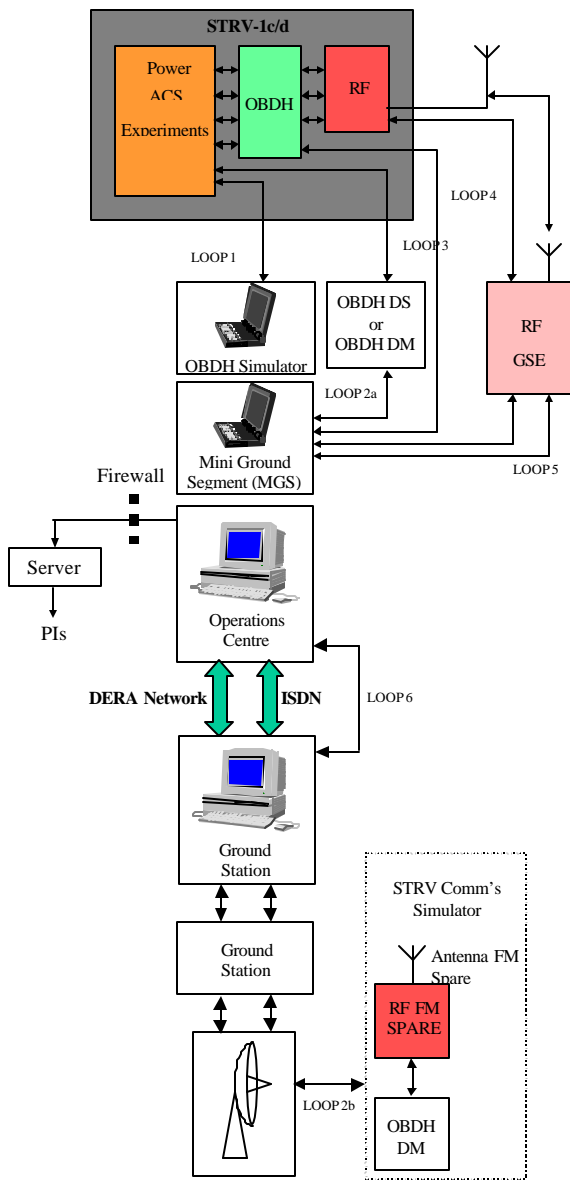 STRV-1c/d
Power
ACS
Experiments
OBDH
RF
LOOP 4
LOOP 3
LOOP 1
OBDH Simulator
OBDH DS
or
OBDH DM
RF
GSE
LOOP 2a
Mini Ground
Segment (MGS)
LOOP 5
Firewall
Server
PIs
Operations
Centre
DERA Network
ISDN
LOOP 6
Ground
Station
Ground
Station
STRV Comm's
Simulator
Antenna FM
Spare
RF FM
SPARE
LOOP 2b
OBDH
DM